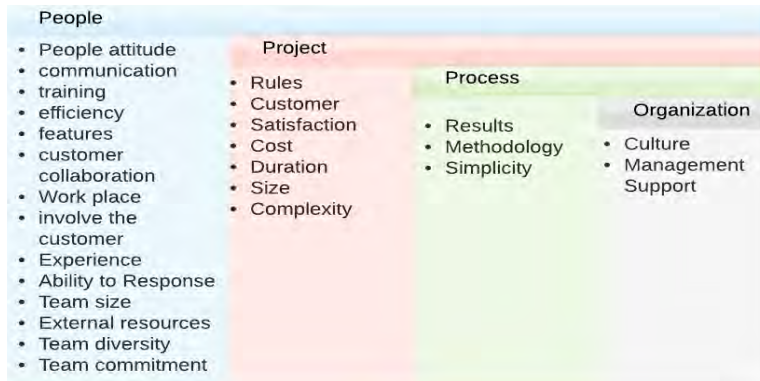 People
• People attitude
• communication
• training
• efficiency
• features
• customer
collaboration
• Work place
• involve the
customer
• Experience
• Ability to Response
• Team size
• External resources
• Team diversity
• Team commitment
Project
• Rules
• Customer
• Satisfaction
• Cost
• Duration
• Size
• Complexity
Process
• Results
• Methodology
• Simplicity
Organization
• Culture
• Management
Support